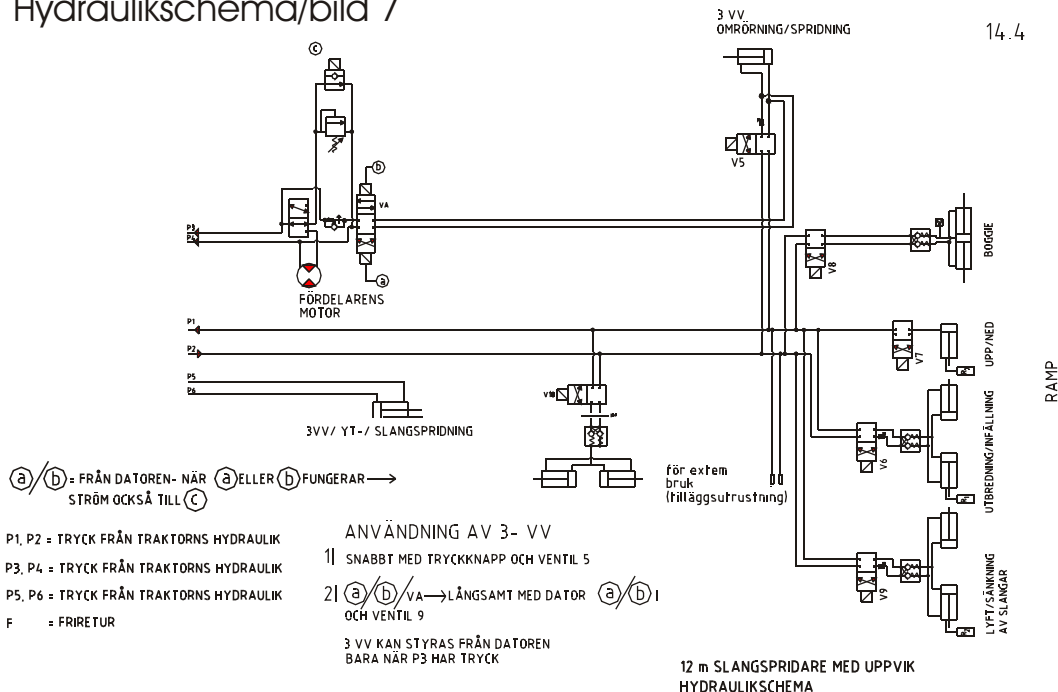 Hydraulikschema/bild 7
14.4
3 VV
OMRÖRNING/SPRIDNING
c
b
VA
a
V5
P3
P4
FÖRDELARENS
MOTOR
V8
BOGGIE
P1
P2
V7
UPP/NED
P5
P6
3VV/ YT-/ SLANGSPRIDNING
V10
V6
UTBREDNING/INFÄLLNING
RAMP
för extern
bruk
(tilläggsutrustning)
V9
LYFT/SÄNKNING
AV SLANGAR
a/b = FRÅN DATOREN- NÄR a ELLER b FUNGERAR
STRÖM OCKSÅ TILL c
P1, P2 = TRYCK FRÅN TRAKTORNS HYDRAULIK
P3, P4 = TRYCK FRÅN TRAKTORNS HYDRAULIK
P5, P6 = TRYCK FRÅN TRAKTORNS HYDRAULIK
F = FRIRETUR
ANVÄNDNING AV 3- VV
1| SNABBT MED TRYCKKNAPP OCH VENTIL 5
2| a/b/VA→LÅNGSAMT MED DATOR a/b |
OCH VENTIL 9
3 VV KAN STYRAS FRÅN DATOREN
BARA NÄR P3 HAR TRYCK
12 m SLANGSPRIDARE MED UPPVIK
HYDRAULIKSCHEMA